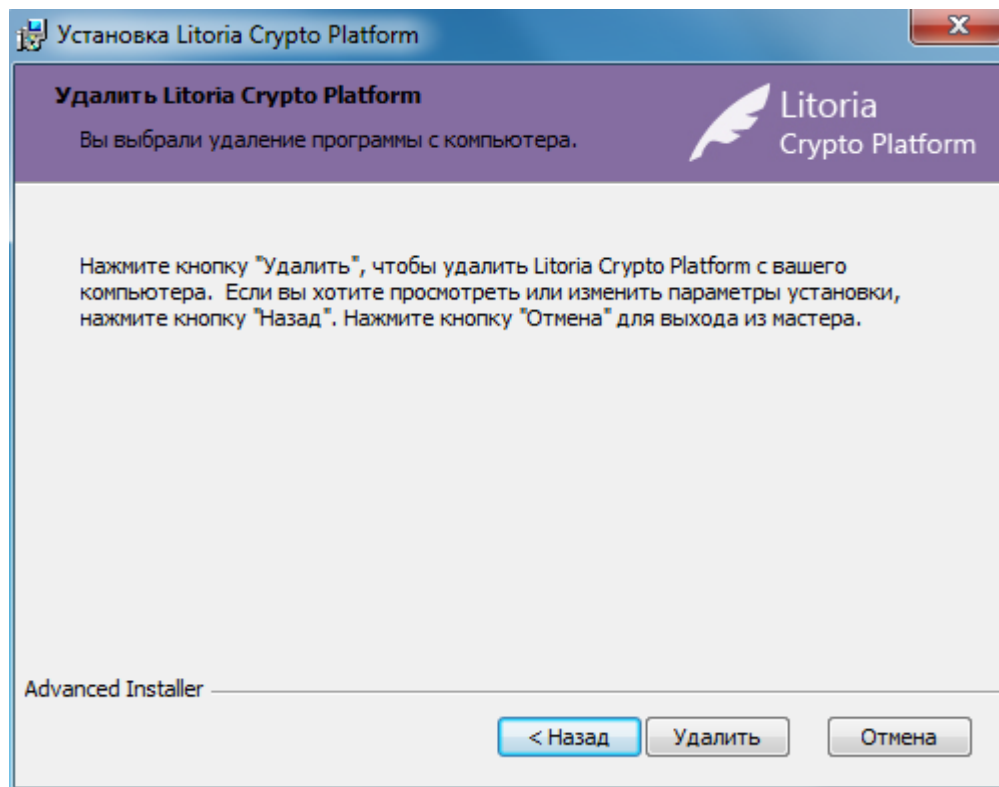 Установка Litoria Crypto Platform
Удалить Litoria Crypto Platform
Вы выбрали удаление программы с компьютера.
Litoria
Crypto Platform
Нажмите кнопку "Удалить", чтобы удалить Litoria Crypto Platform с вашего
компьютера.  Если вы хотите просмотреть или изменить параметры установки,
нажмите кнопку "Назад". Нажмите кнопку "Отмена" для выхода из мастера.
Advanced Installer
< Назад Удалить Отмена